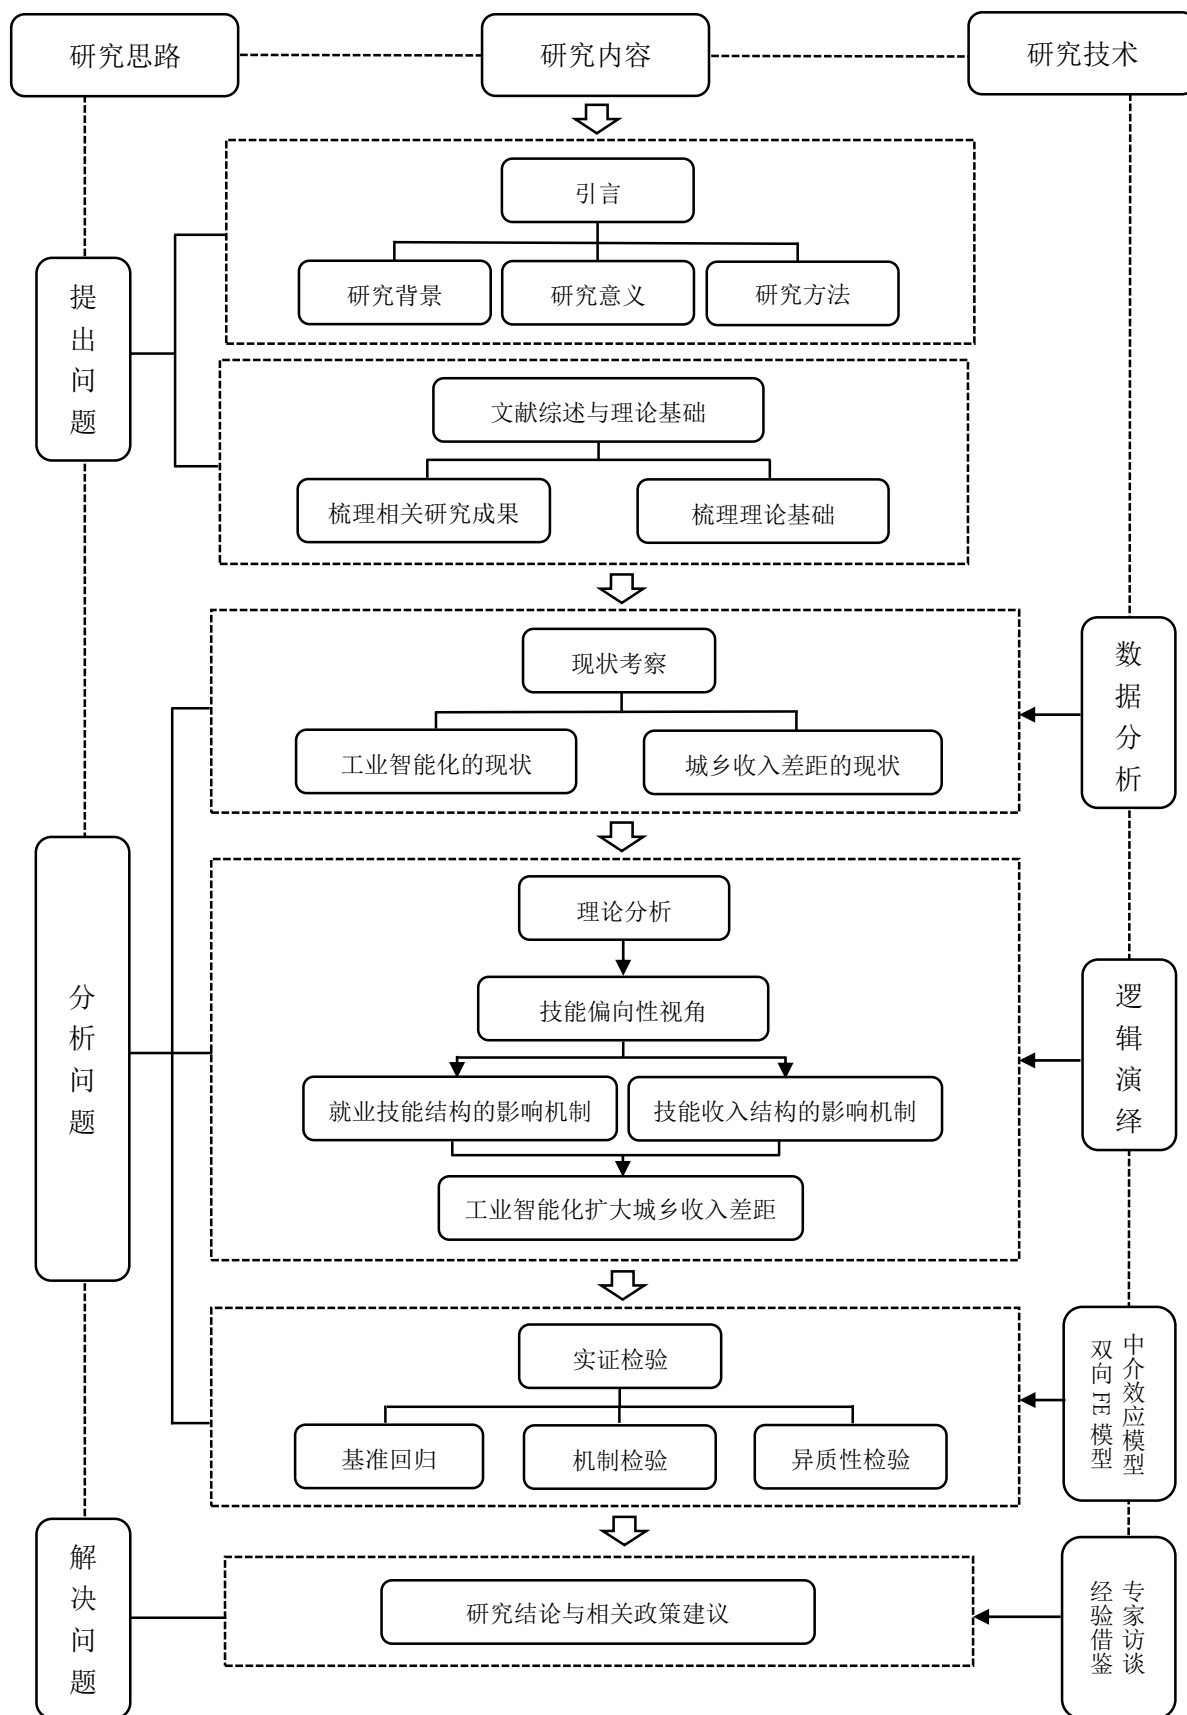 研究思路
研究内容
研究技术
引言
研究背景
研究意义
研究方法
提出问题
文献综述与理论基础
梳理相关研究成果
梳理理论基础
现状考察
工业智能化的现状
城乡收入差距的现状
数据分析
理论分析
技能偏向性视角
就业技能结构的影响机制
技能收入结构的影响机制
工业智能化扩大城乡收入差距
分析问题
逻辑演绎
实证检验
基准回归
机制检验
异质性检验
中介效应模型
双向 FE 模型
研究结论与相关政策建议
解决问题
专家访谈
经验借鉴